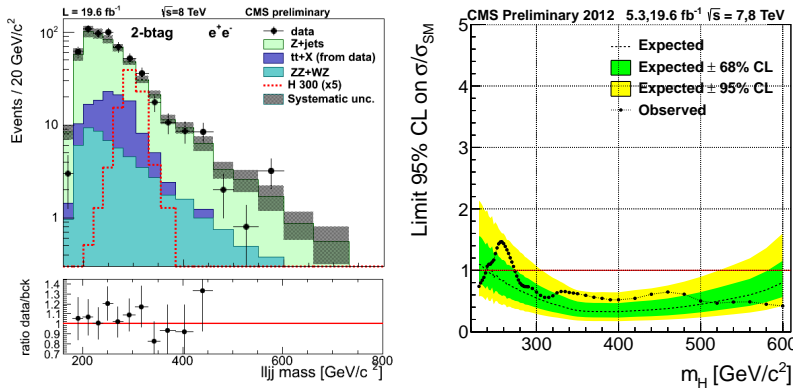 L = 19.6 fb⁻¹ √s=8 TeV CMS preliminary
2-btag e⁺e⁻
data
Z+jets
tt+X (from data)
ZZ+WZ
H 300 (x5)
Systematic unc.
Events / 20 GeV/c²
10²
10
1
ratio data/bck
1.4
1.3
1.2
1.1
1
0.9
0.8
0.7
200 400 600 800
lljj mass [GeV/c²]
CMS Preliminary 2012 5.3,19.6 fb⁻¹ √s = 7,8 TeV
Expected
Expected ± 68% CL
Expected ± 95% CL
Observed
Limit 95% CL on σ/σSM
5
4
3
2
1
0
300 400 500 600
m_H [GeV/c²]